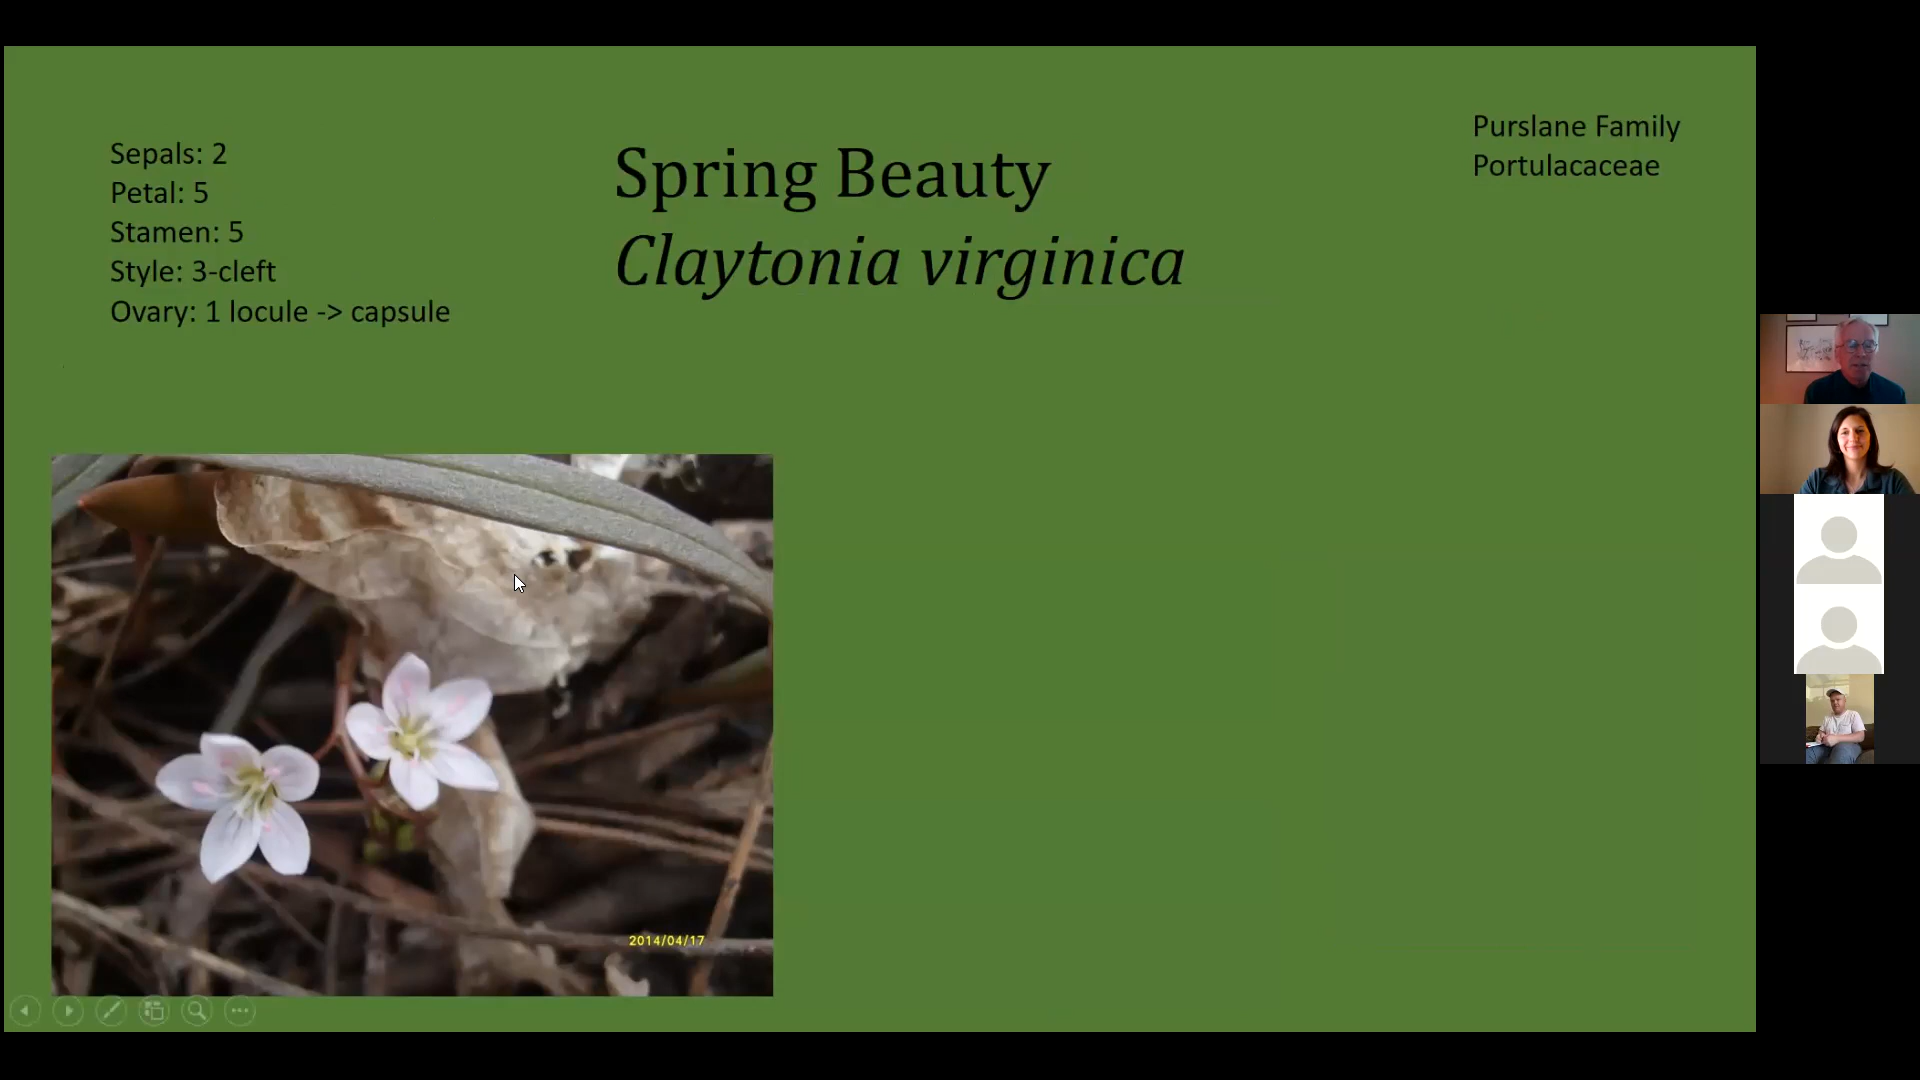 Sepals: 2
Petal: 5
Stamen: 5
Style: 3-cleft
Ovary: 1 locule -> capsule
Spring Beauty
Claytonia virginica
Purslane Family
Portulacaceae
2014/04/17